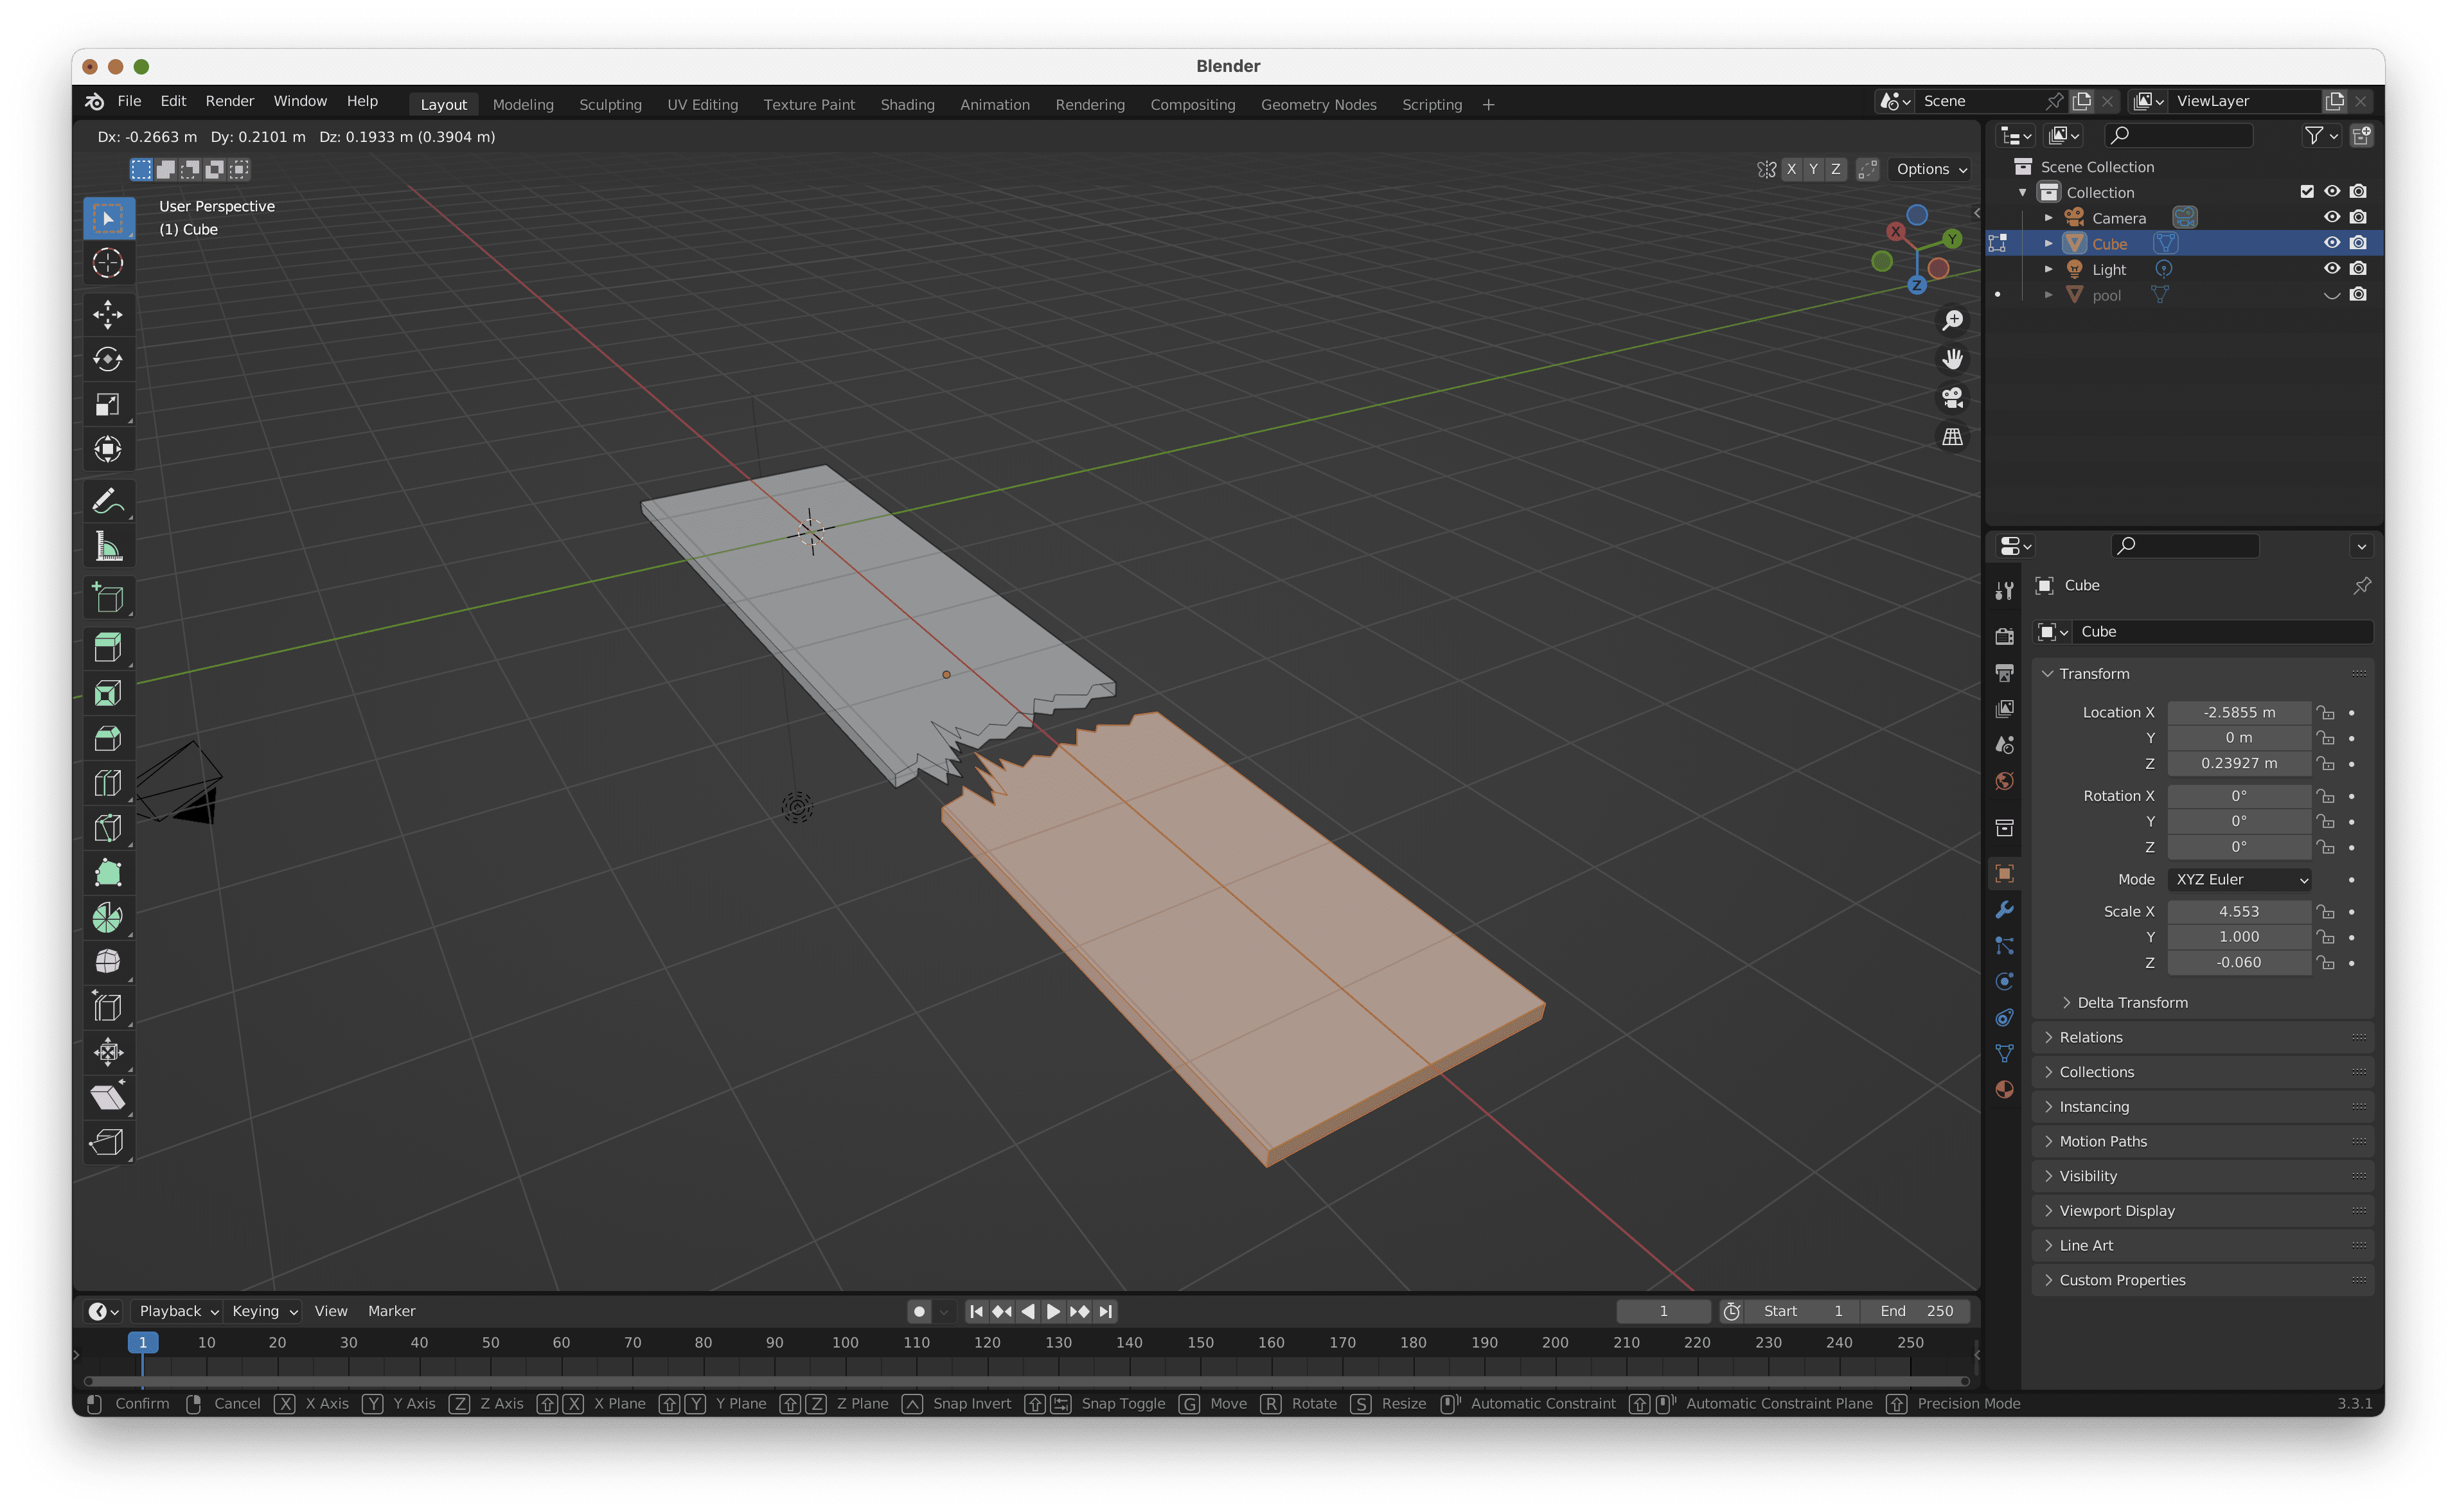 Blender
File Edit Render Window Help Layout Modeling Sculpting UV Editing Texture Paint Shading Animation Rendering Compositing Geometry Nodes Scripting + Scene ViewLayer
Dx: -0.2663 m Dy: 0.2101 m Dz: 0.1933 m (0.3904 m)
X Y Z Options
User Perspective
(1) Cube
X Y Z
Scene Collection
Collection
Camera
Cube
Light
pool
Cube
Cube
Transform
Location X -2.5855 m
Y 0 m
Z 0.23927 m
Rotation X 0°
Y 0°
Z 0°
Mode XYZ Euler
Scale X 4.553
Y 1.000
Z -0.060
Delta Transform
Relations
Collections
Instancing
Motion Paths
Visibility
Viewport Display
Line Art
Custom Properties
Playback Keying View Marker 1 Start 1 End 250
1 10 20 30 40 50 60 70 80 90 100 110 120 130 140 150 160 170 180 190 200 210 220 230 240 250
Confirm Cancel X X Axis Y Y Axis Z Z Axis X X Plane Y Y Plane Z Z Plane Snap Invert Snap Toggle G Move R Rotate S Resize Automatic Constraint Automatic Constraint Plane Precision Mode 3.3.1